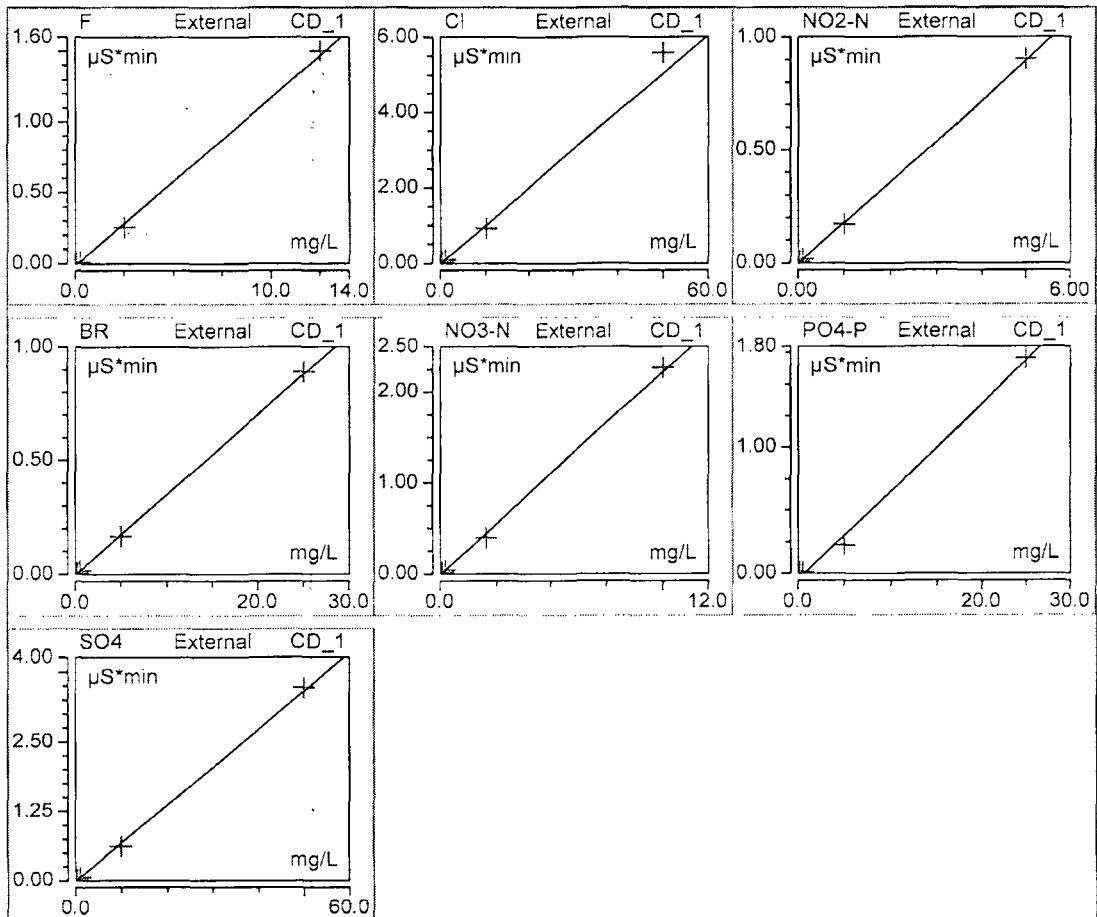 F External CD_1
1.60
µS*min
1.00
0.50
mg/L
0.00
0.0 10.0 14.0
Cl External CD_1
6.00
µS*min
4.00
2.00
mg/L
0.00
0.0 60.0
NO2-N External CD_1
1.00
µS*min
0.50
mg/L
0.00
0.00 6.00
BR External CD_1
1.00
µS*min
0.50
mg/L
0.00
0.0 20.0 30.0
NO3-N External CD_1
2.50
µS*min
2.00
1.00
mg/L
0.00
0.0 12.0
PO4-P External CD_1
1.80
µS*min
1.00
mg/L
0.00
0.0 20.0 30.0
SO4 External CD_1
4.00
µS*min
2.50
1.25
mg/L
0.00
0.0 60.0